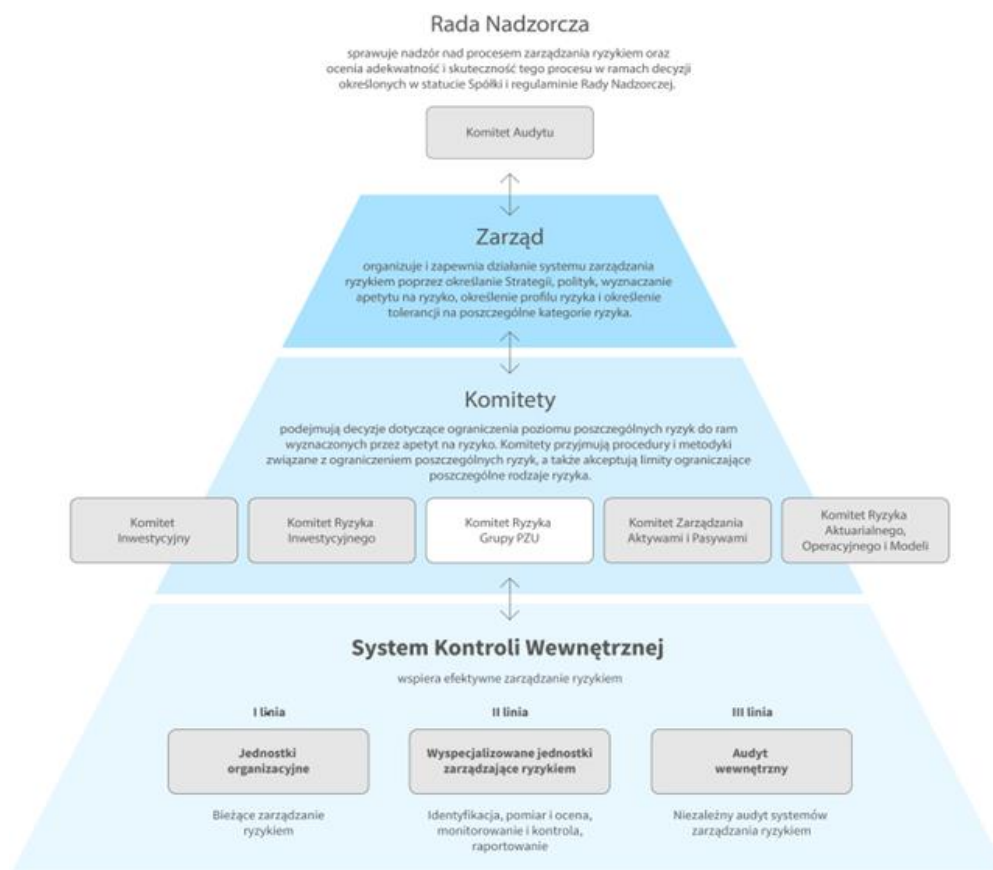 Rada Nadzorcza
sprawuje nadzór nad procesem zarządzania ryzykiem oraz
ocenia adekwatność i skuteczność tego procesu w ramach decyzji
określonych w statucie Spółki i regulaminie Rady Nadzorczej.
Komitet Audytu
Zarząd
organizuje i zapewnia działanie systemu zarządzania
ryzykiem poprzez określanie Strategii, polityk, wyznaczanie
apetytu na ryzyko, określenie profilu ryzyka i określenie
tolerancji na poszczególne kategorie ryzyka.
Komitety
podejmują decyzje dotyczące ograniczenia poziomu poszczególnych ryzyk do ram
wyznaczonych przez apetyt na ryzyko. Komitety przyjmują procedury i metodyki
związane z ograniczeniem poszczególnych ryzyk, a także akceptują limity ograniczające
poszczególne rodzaje ryzyka.
Komitet
Inwestycyjny
Komitet Ryzyka
Inwestycyjnego
Komitet Ryzyka
Grupy PZU
Komitet Zarządzania
Aktywami i Pasywami
Komitet Ryzyka
Aktuarialnego,
Operacyjnego i Modeli
System Kontroli Wewnętrznej
wspiera efektywne zarządzanie ryzykiem
I linia
Jednostki
organizacyjne
Bieżące zarządzanie
ryzykiem
II linia
Wyspecjalizowane jednostki
zarządzające ryzykiem
Identyfikacja, pomiar i ocena,
monitorowanie i kontrola,
raportowanie
III linia
Audyt
wewnętrzny
Niezależny audyt systemów
zarządzania ryzykiem